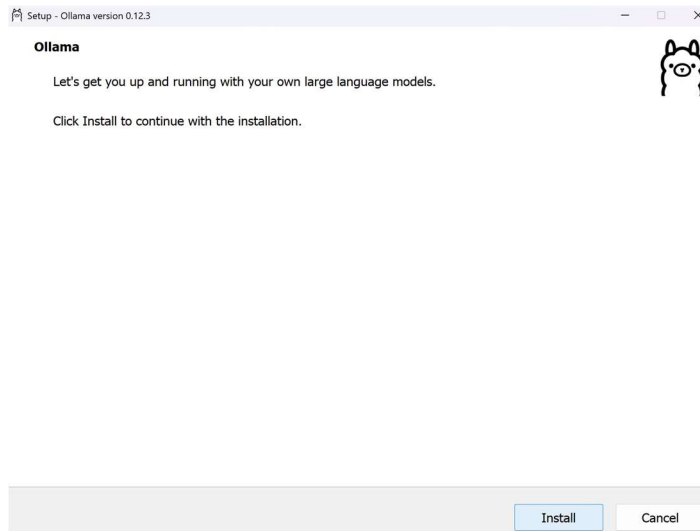 Setup - Ollama version 0.12.3
Ollama
Let's get you up and running with your own large language models.
Click Install to continue with the installation.
Install Cancel